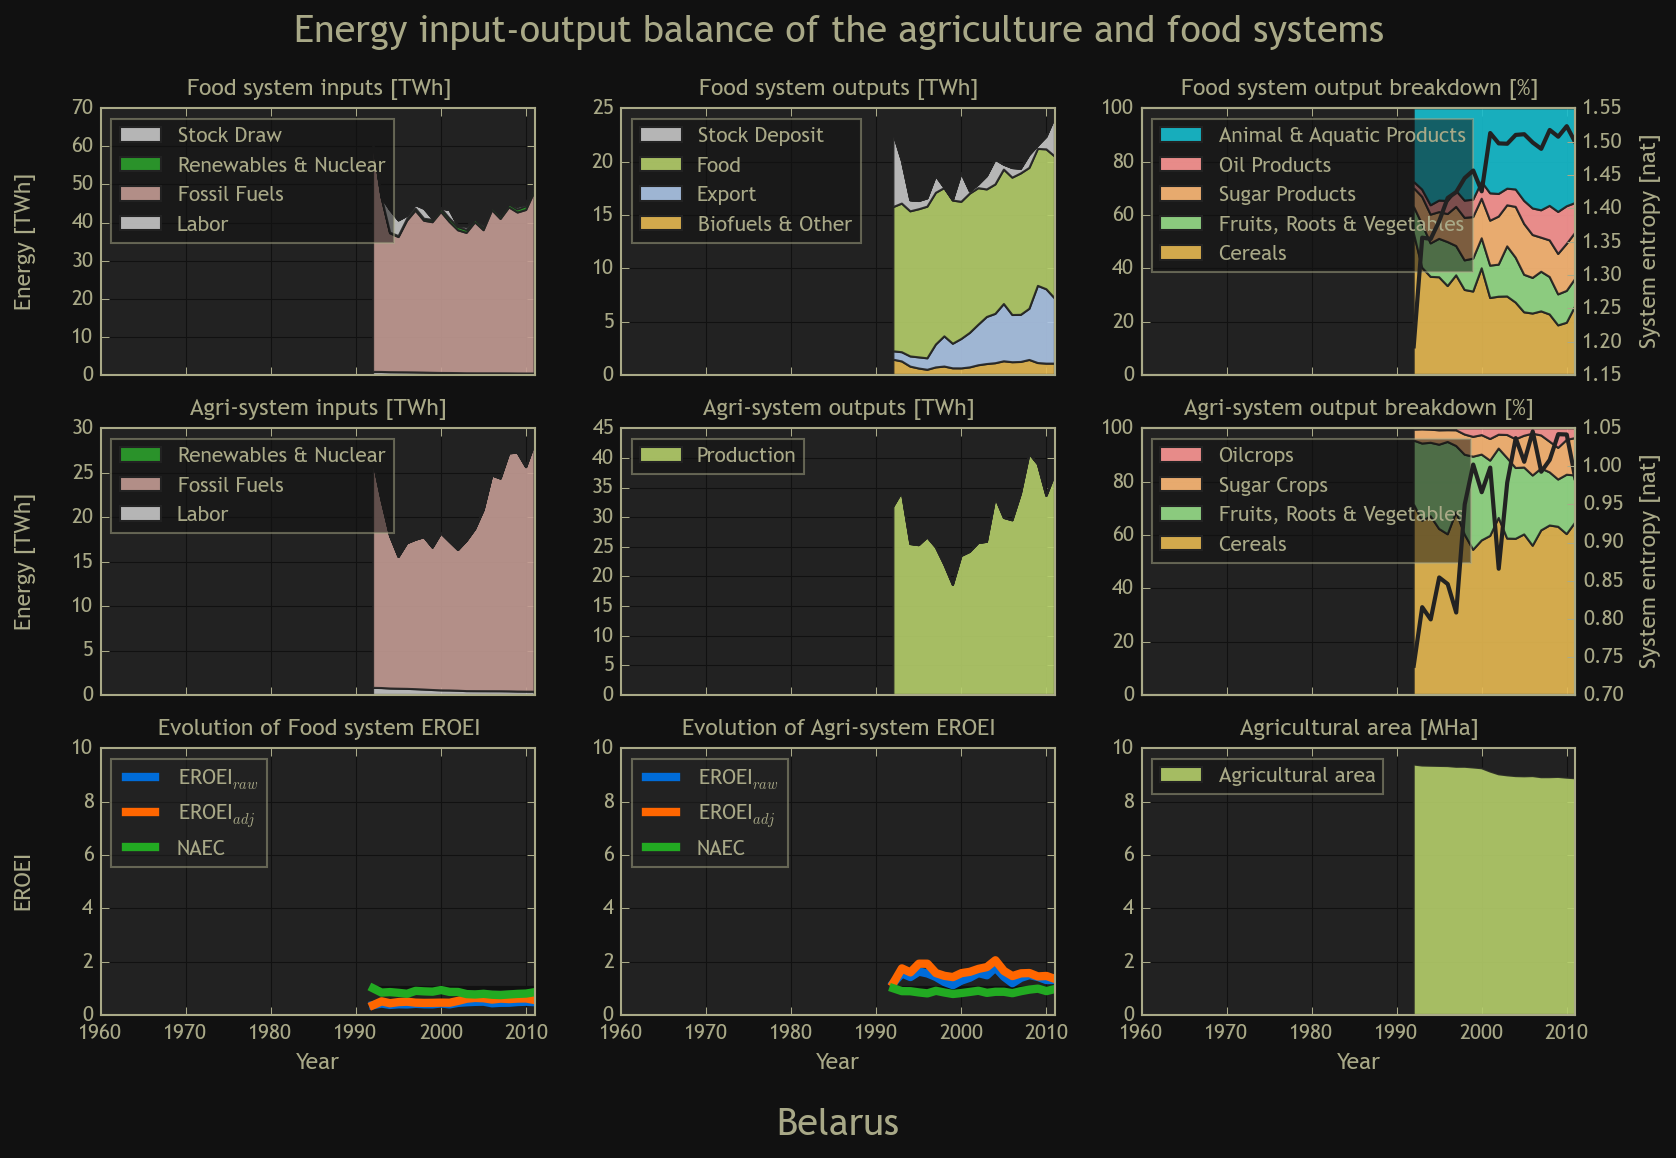 Energy input-output balance of the agriculture and food systems
Food system inputs [TWh]
Energy [TWh]
70
60
50
40
30
20
10
0
Stock Draw
Renewables & Nuclear
Fossil Fuels
Labor
Food system outputs [TWh]
25
20
15
10
5
0
Stock Deposit
Food
Export
Biofuels & Other
Food system output breakdown [%]
100
80
60
40
20
0
Animal & Aquatic Products
Oil Products
Sugar Products
Fruits, Roots & Vegetables
Cereals
1.55
1.50
1.45
1.40
1.35
1.30
1.25
1.20
1.15
System entropy [nat]
Agri-system inputs [TWh]
Energy [TWh]
30
25
20
15
10
5
0
Renewables & Nuclear
Fossil Fuels
Labor
Agri-system outputs [TWh]
45
40
35
30
25
20
15
10
5
0
Production
Agri-system output breakdown [%]
100
80
60
40
20
0
Oilcrops
Sugar Crops
Fruits, Roots & Vegetables
Cereals
1.05
1.00
0.95
0.90
0.85
0.80
0.75
0.70
System entropy [nat]
Evolution of Food system EROEI
EROEI
10
8
6
4
2
0
EROEI raw
EROEI adj
NAEC
1960 1970 1980 1990 2000 2010
Year
Evolution of Agri-system EROEI
10
8
6
4
2
0
EROEI raw
EROEI adj
NAEC
1960 1970 1980 1990 2000 2010
Year
Agricultural area [MHa]
10
8
6
4
2
0
Agricultural area
1960 1970 1980 1990 2000 2010
Year
Belarus